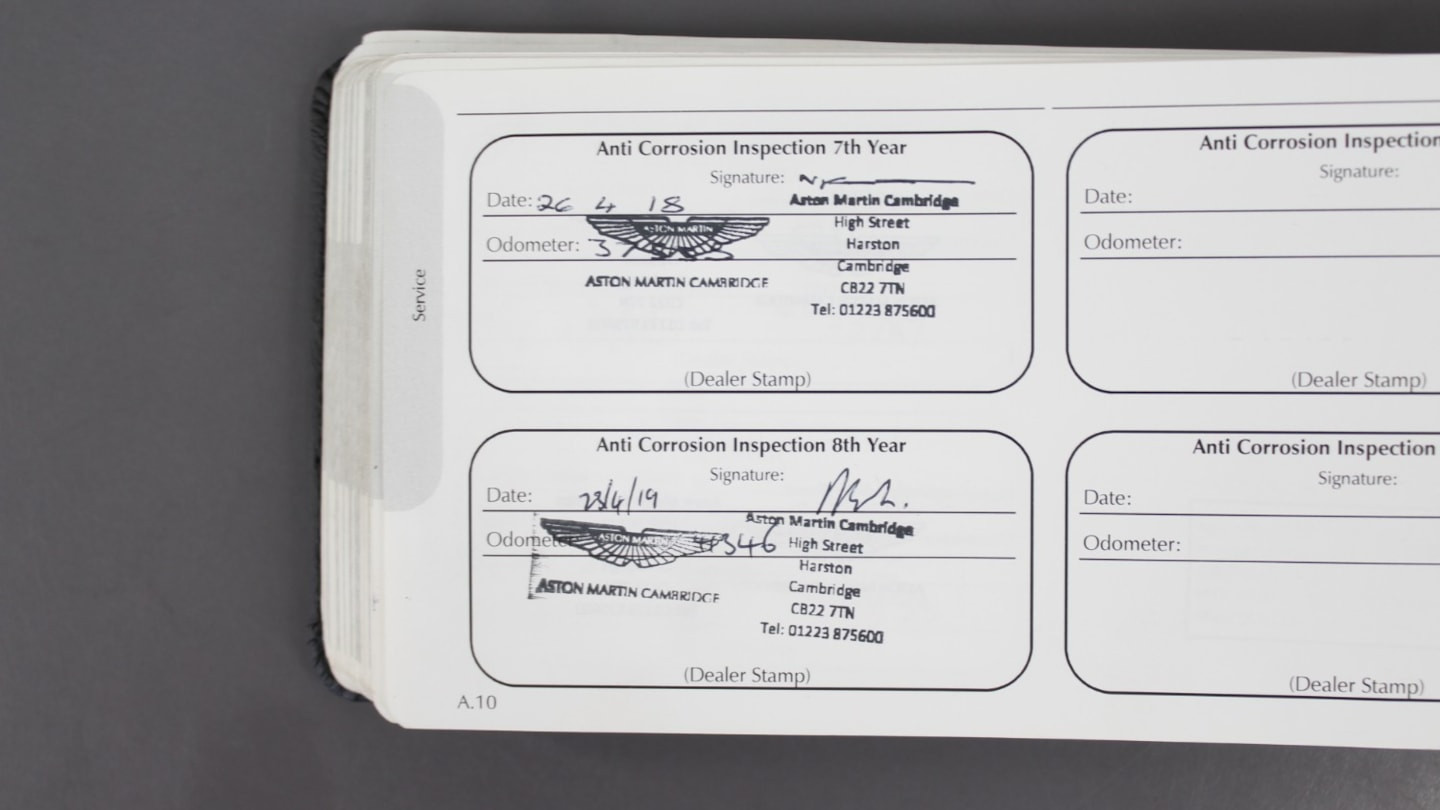 Service
Anti Corrosion Inspection 7th Year
Signature:
Date: 26 4 18
Aston Martin Cambridge
High Street
Harston
Cambridge
CB22 7TN
Tel: 01223 875600
ASTON MARTIN
Odometer:
ASTON MARTIN CAMBRIDGE
(Dealer Stamp)
Anti Corrosion Inspection 8th Year
Signature:
Date: 23/4/19
Aston Martin Cambridge
High Street
Harston
Cambridge
CB22 7TN
Tel: 01223 875600
ASTON MARTIN
ASTON MARTIN CAMBRIDGE
(Dealer Stamp)
A.10
Anti Corrosion Inspection
Signature:
Date:
Odometer:
(Dealer Stamp)
Anti Corrosion Inspection
Signature:
Date:
Odometer:
(Dealer Stamp)